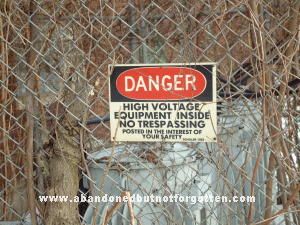 DANGER
HIGH VOLTAGE
EQUIPMENT INSIDE
NO TRESPASSING
POSTED IN THE INTEREST OF
YOUR SAFETY
www.abandonedbutnotforgotten.com